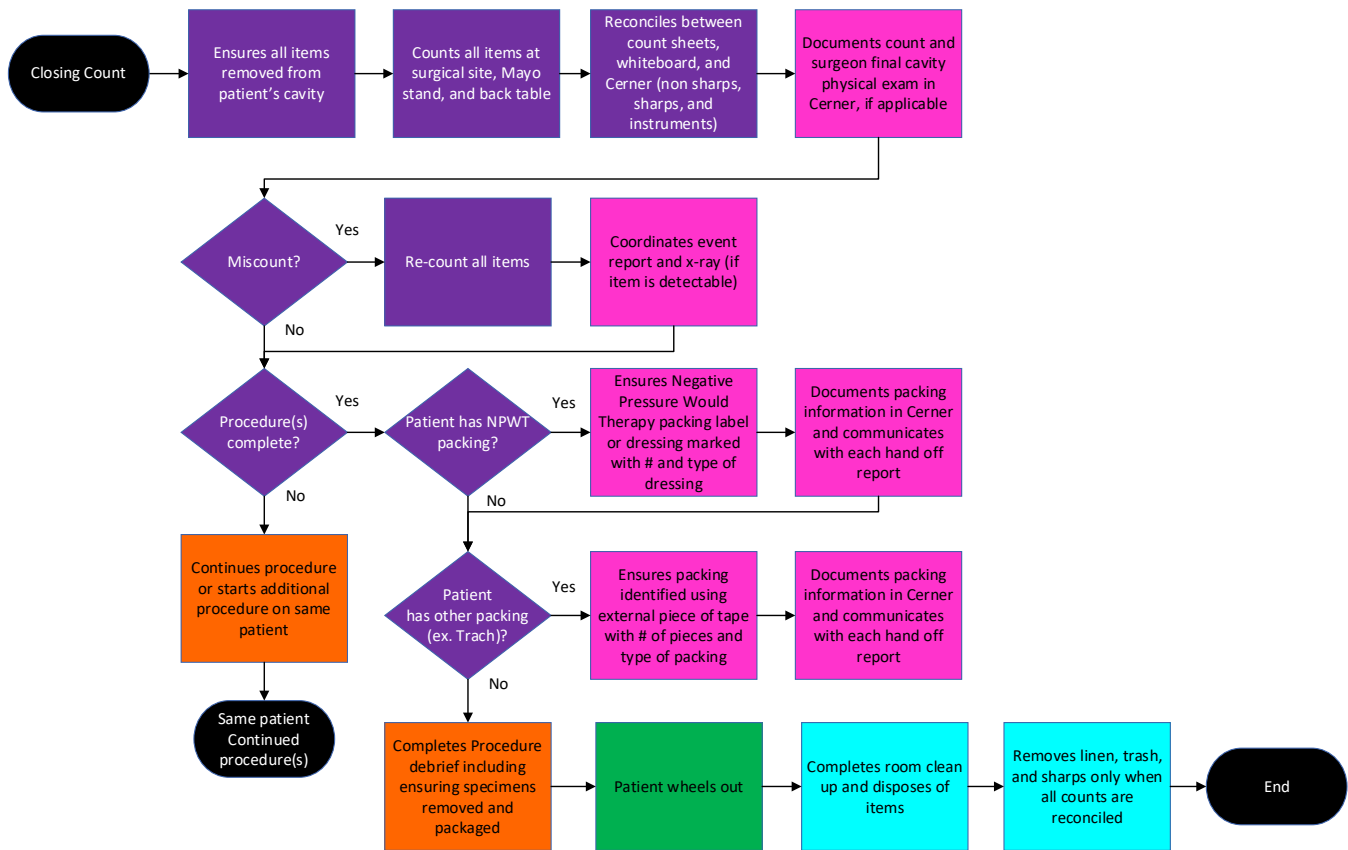 Closing Count
Ensures all items
removed from
patient's cavity
Counts all items at
surgical site, Mayo
stand, and back table
Reconciles between
count sheets,
whiteboard, and
Cerner (non sharps,
sharps, and
instruments)
Documents count and
surgeon final cavity
physical exam in
Cerner, if applicable
Miscount?
Yes
No
Re-count all items
Coordinates event
report and x-ray (if
item is detectable)
Procedure(s)
complete?
Yes
No
Patient has NPWT
packing?
Yes
No
Ensures Negative
Pressure Would
Therapy packing label
or dressing marked
with # and type of
dressing
Documents packing
information in Cerner
and communicates
with each hand off
report
Continues procedure
or starts additional
procedure on same
patient
Patient
has other packing
(ex. Trach)?
Yes
No
Ensures packing
identified using
external piece of tape
with # of pieces and
type of packing
Documents packing
information in Cerner
and communicates
with each hand off
report
Same patient
Continued
procedure(s)
Completes Procedure
debrief including
ensuring specimens
removed and
packaged
Patient wheels out
Completes room clean
up and disposes of
items
Removes linen, trash,
and sharps only when
all counts are
reconciled
End